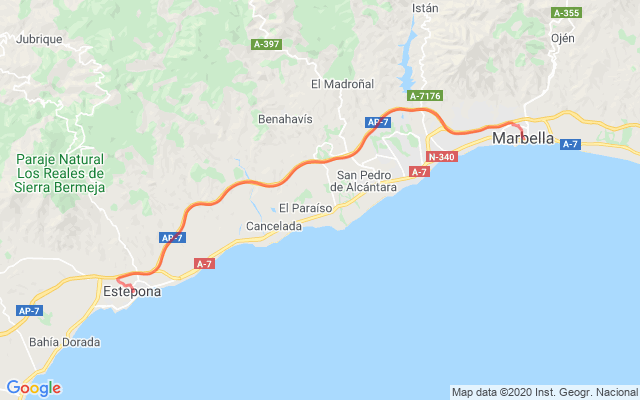 Istán
A-355
Ojén
Jubrique
A-397
El Madroñal
A-7176
Benahavís
AP-7
Marbella
A-7
N-340
Paraje Natural
Los Reales de
Sierra Bermeja
San Pedro
de Alcántara
A-7
El Paraíso
Cancelada
AP-7
A-7
Estepona
AP-7
Bahía Dorada
Google
Map data ©2020 Inst. Geogr. Nacional